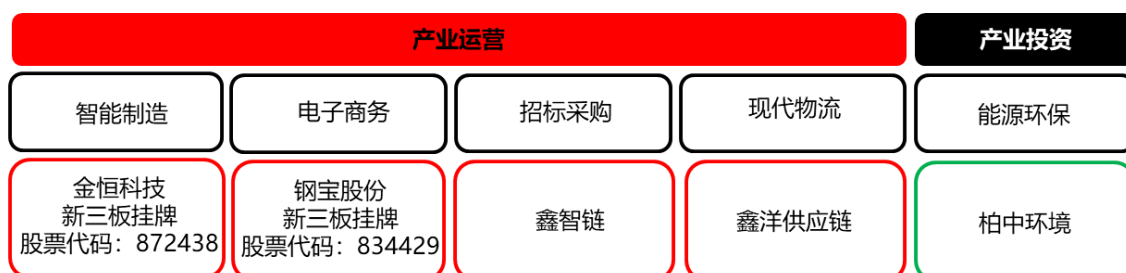 产业运营
产业投资
智能制造
电子商务
招标采购
现代物流
能源环保
金恒科技
新三板挂牌
股票代码：872438
钢宝股份
新三板挂牌
股票代码：834429
鑫智链
鑫洋供应链
柏中环境